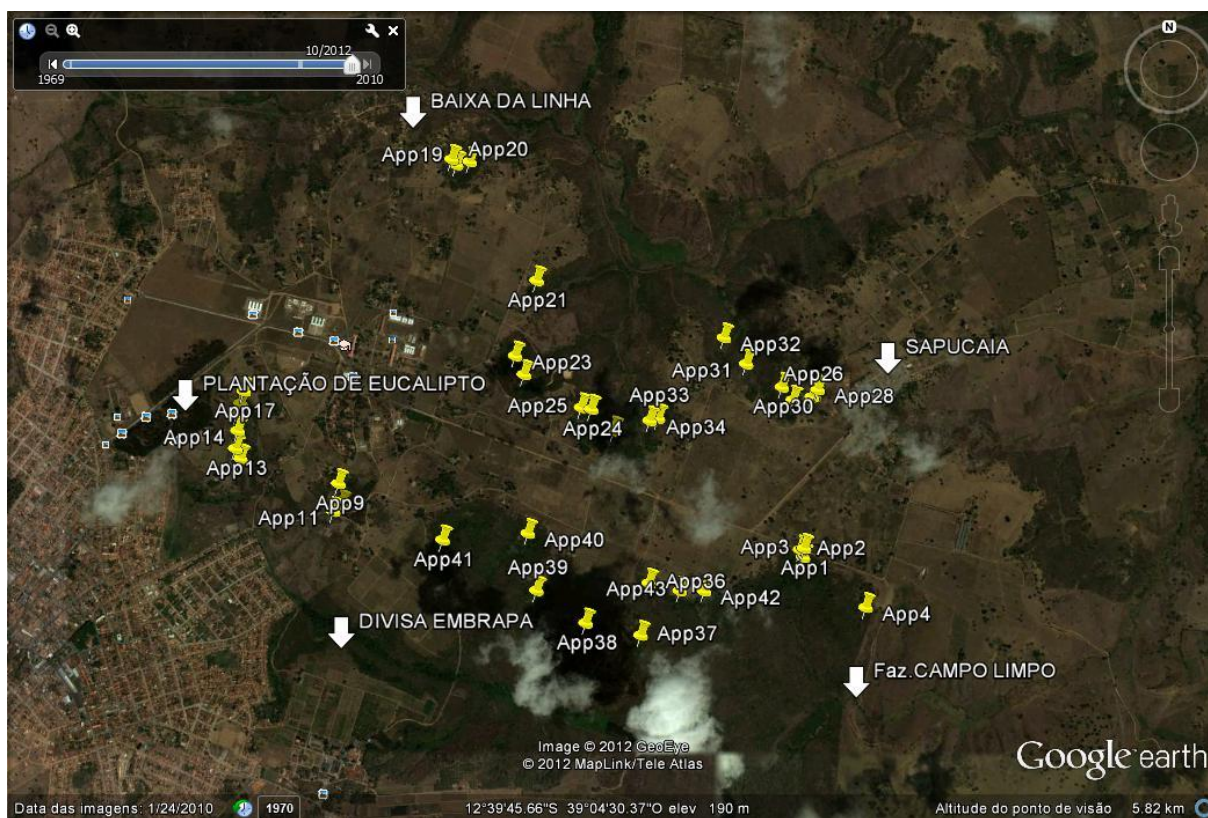 10/2012
1969 2010
BAIXA DA LINHA
App19 App20
App21
App32
App23
App31
SAPUCAIA
App26
PLANTAÇÃO DE EUCALIPTO
App28
App33
App30
App25
App17
App24
App34
App14
App13
App9
App11
App40
App3 App2
App41
App1
App39
App43 App36
App42
App4
DIVISA EMBRAPA
App37
App38
Faz.CAMPO LIMPO
Image © 2012 GeoEye
© 2012 MapLink/Tele Atlas
Google earth
Data das imagens: 1/24/2010 1970 12°39'45.66"S 39°04'30.37"O elev 190 m Altitude do ponto de visão 5.82 km
N